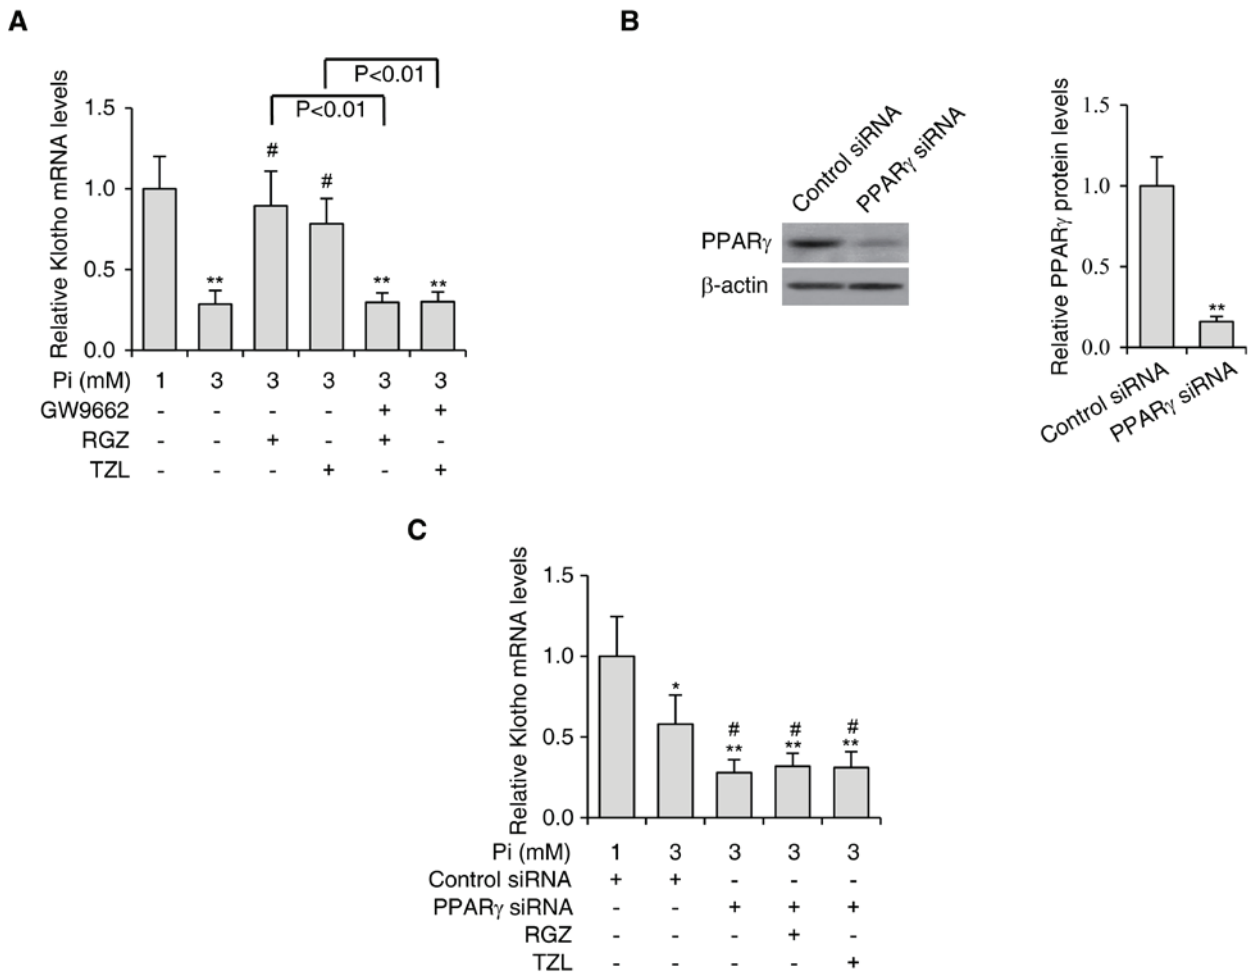 A
P<0.01
P<0.01
Relative Klotho mRNA levels
1.5
1.0
0.5
0.0
#
#
**
**
**
Pi (mM) 1 3 3 3 3 3
GW9662 - - - - + +
RGZ - - + - + -
TZL - - - + - +
B
Control siRNA
PPARγ siRNA
PPARγ
β-actin
Relative PPARγ protein levels
1.5
1.0
0.5
0.0
**
Control siRNA
PPARγ siRNA
C
Relative Klotho mRNA levels
1.5
1.0
0.5
0.0
*
# # #
** ** **
Pi (mM) 1 3 3 3 3
Control siRNA + + - - -
PPARγ siRNA - - + + +
RGZ - - - + -
TZL - - - - +